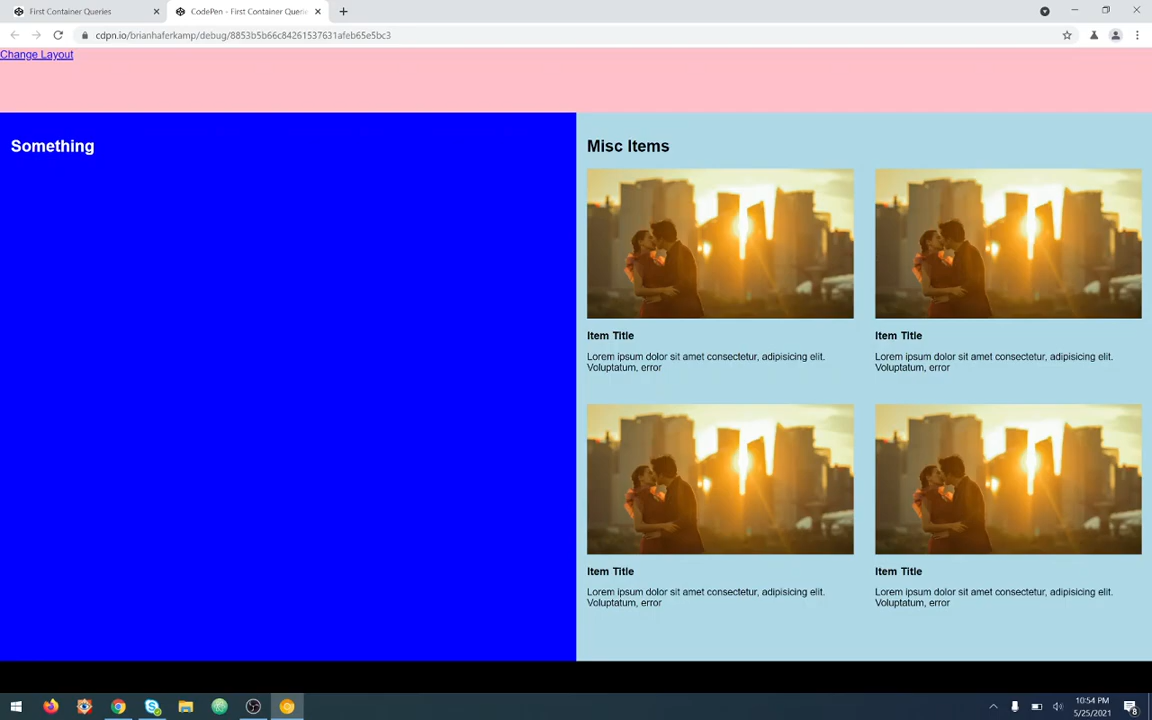 First Container Queries
CodePen - First Container Querie
cdpn.io/brianhaferkamp/debug/8853b5b66c84261537631afeb65e5bc3
Change Layout
Something
Misc Items
Item Title
Lorem ipsum dolor sit amet consectetur, adipisicing elit.
Voluptatum, error
Item Title
Lorem ipsum dolor sit amet consectetur, adipisicing elit.
Voluptatum, error
Item Title
Lorem ipsum dolor sit amet consectetur, adipisicing elit.
Voluptatum, error
Item Title
Lorem ipsum dolor sit amet consectetur, adipisicing elit.
Voluptatum, error
10:54 PM
5/25/2021
8